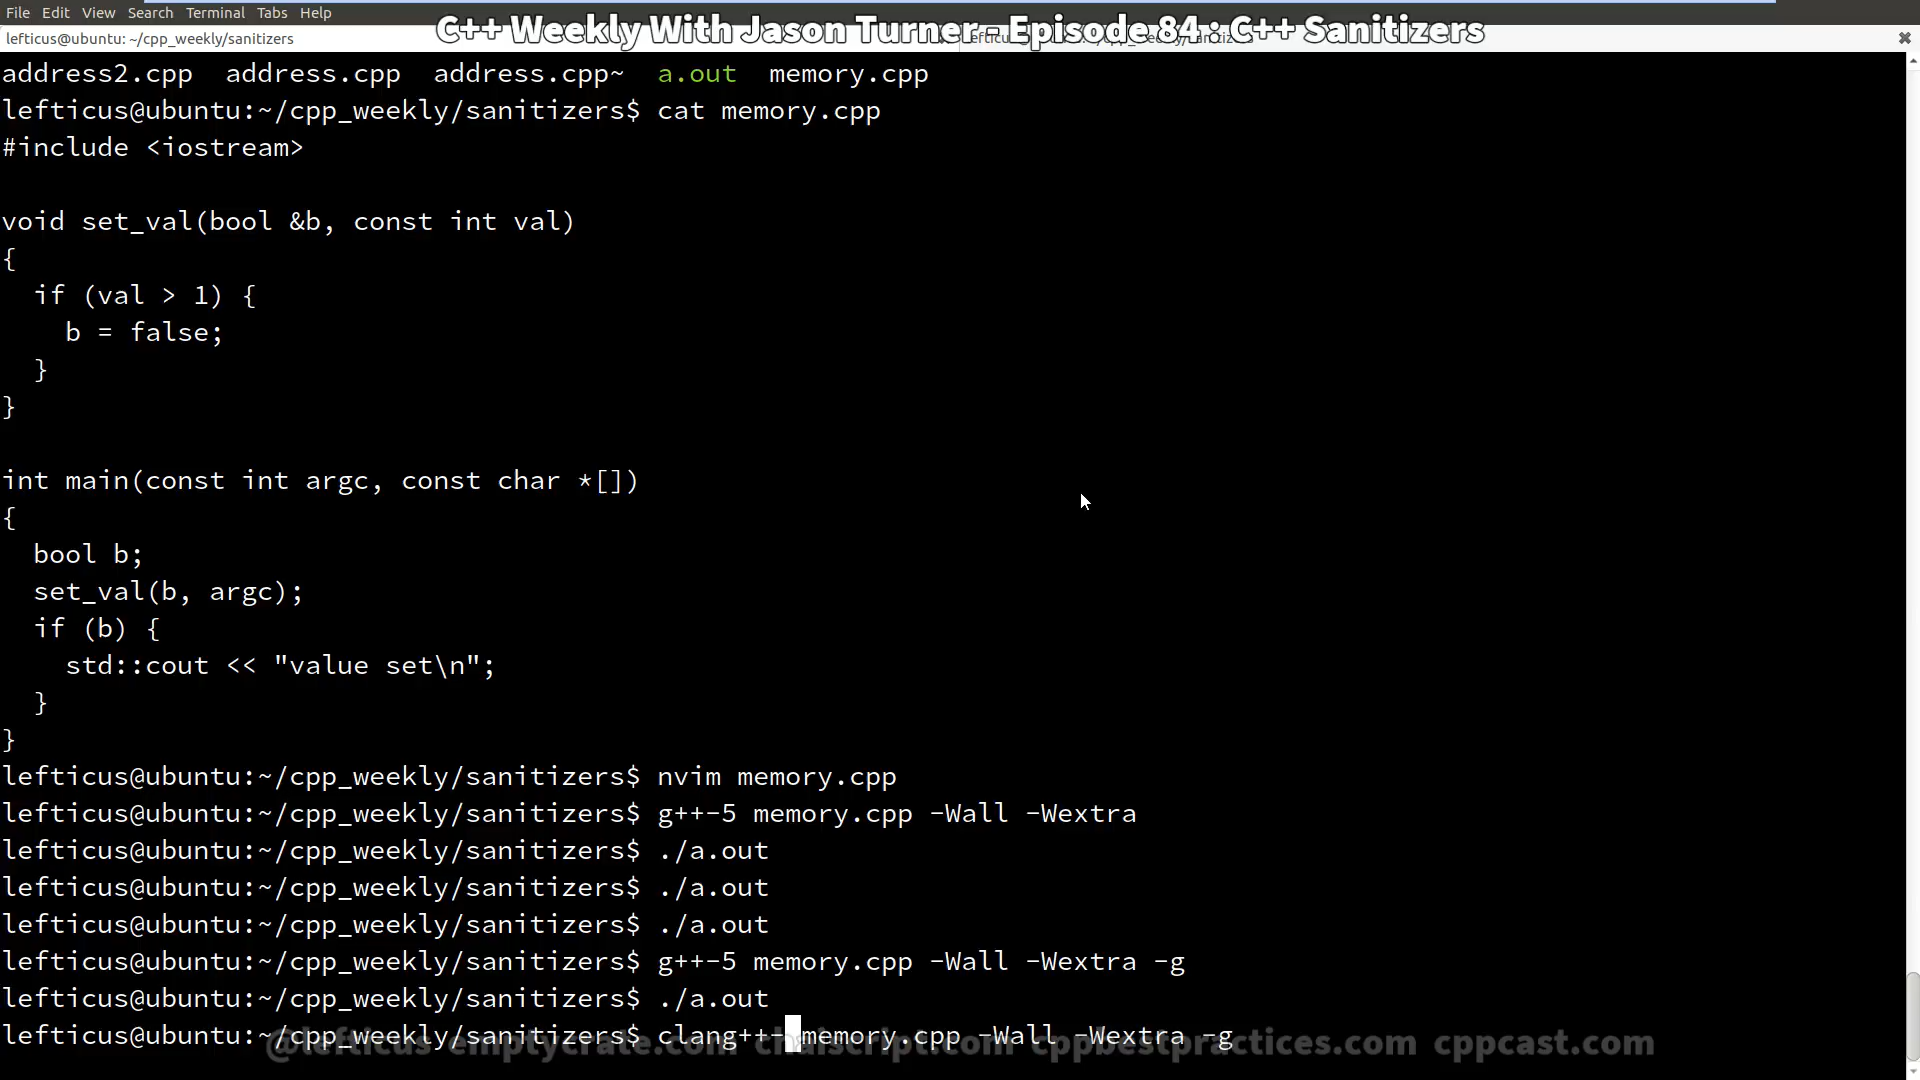 File Edit View Search Terminal Tabs Help
C++ Weekly With Jason Turner - Episode 84 : C++ Sanitizers
lefticus@ubuntu: ~/cpp_weekly/sanitizers
address2.cpp  address.cpp  address.cpp~  a.out  memory.cpp
lefticus@ubuntu:~/cpp_weekly/sanitizers$ cat memory.cpp
#include <iostream>
void set_val(bool &b, const int val)
{
  if (val > 1) {
    b = false;
  }
}
int main(const int argc, const char *[])
{
  bool b;
  set_val(b, argc);
  if (b) {
    std::cout << "value set\n";
  }
}
lefticus@ubuntu:~/cpp_weekly/sanitizers$ nvim memory.cpp
lefticus@ubuntu:~/cpp_weekly/sanitizers$ g++-5 memory.cpp -Wall -Wextra
lefticus@ubuntu:~/cpp_weekly/sanitizers$ ./a.out
lefticus@ubuntu:~/cpp_weekly/sanitizers$ ./a.out
lefticus@ubuntu:~/cpp_weekly/sanitizers$ ./a.out
lefticus@ubuntu:~/cpp_weekly/sanitizers$ g++-5 memory.cpp -Wall -Wextra -g
lefticus@ubuntu:~/cpp_weekly/sanitizers$ ./a.out
lefticus@ubuntu:~/cpp_weekly/sanitizers$ clang++- memory.cpp -Wall -Wextra -g
@lefticus emptycrate.com chaiscript.com cppbestpractices.com cppcast.com